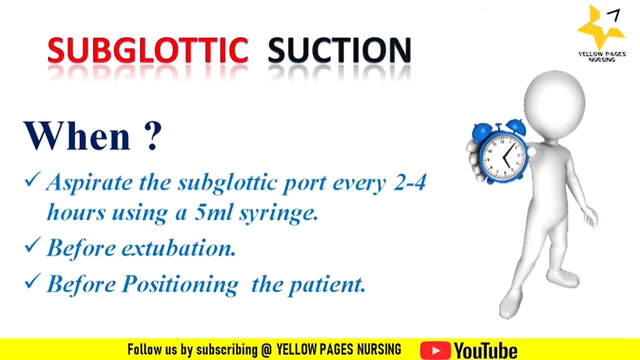 SUBGLOTTIC SUCTION
YELLOW PAGES
NURSING
When ?
✓ Aspirate the subglottic port every 2-4
hours using a 5ml syringe.
✓ Before extubation.
✓ Before Positioning the patient.
Follow us by subscribing @ YELLOW PAGES NURSING YouTube